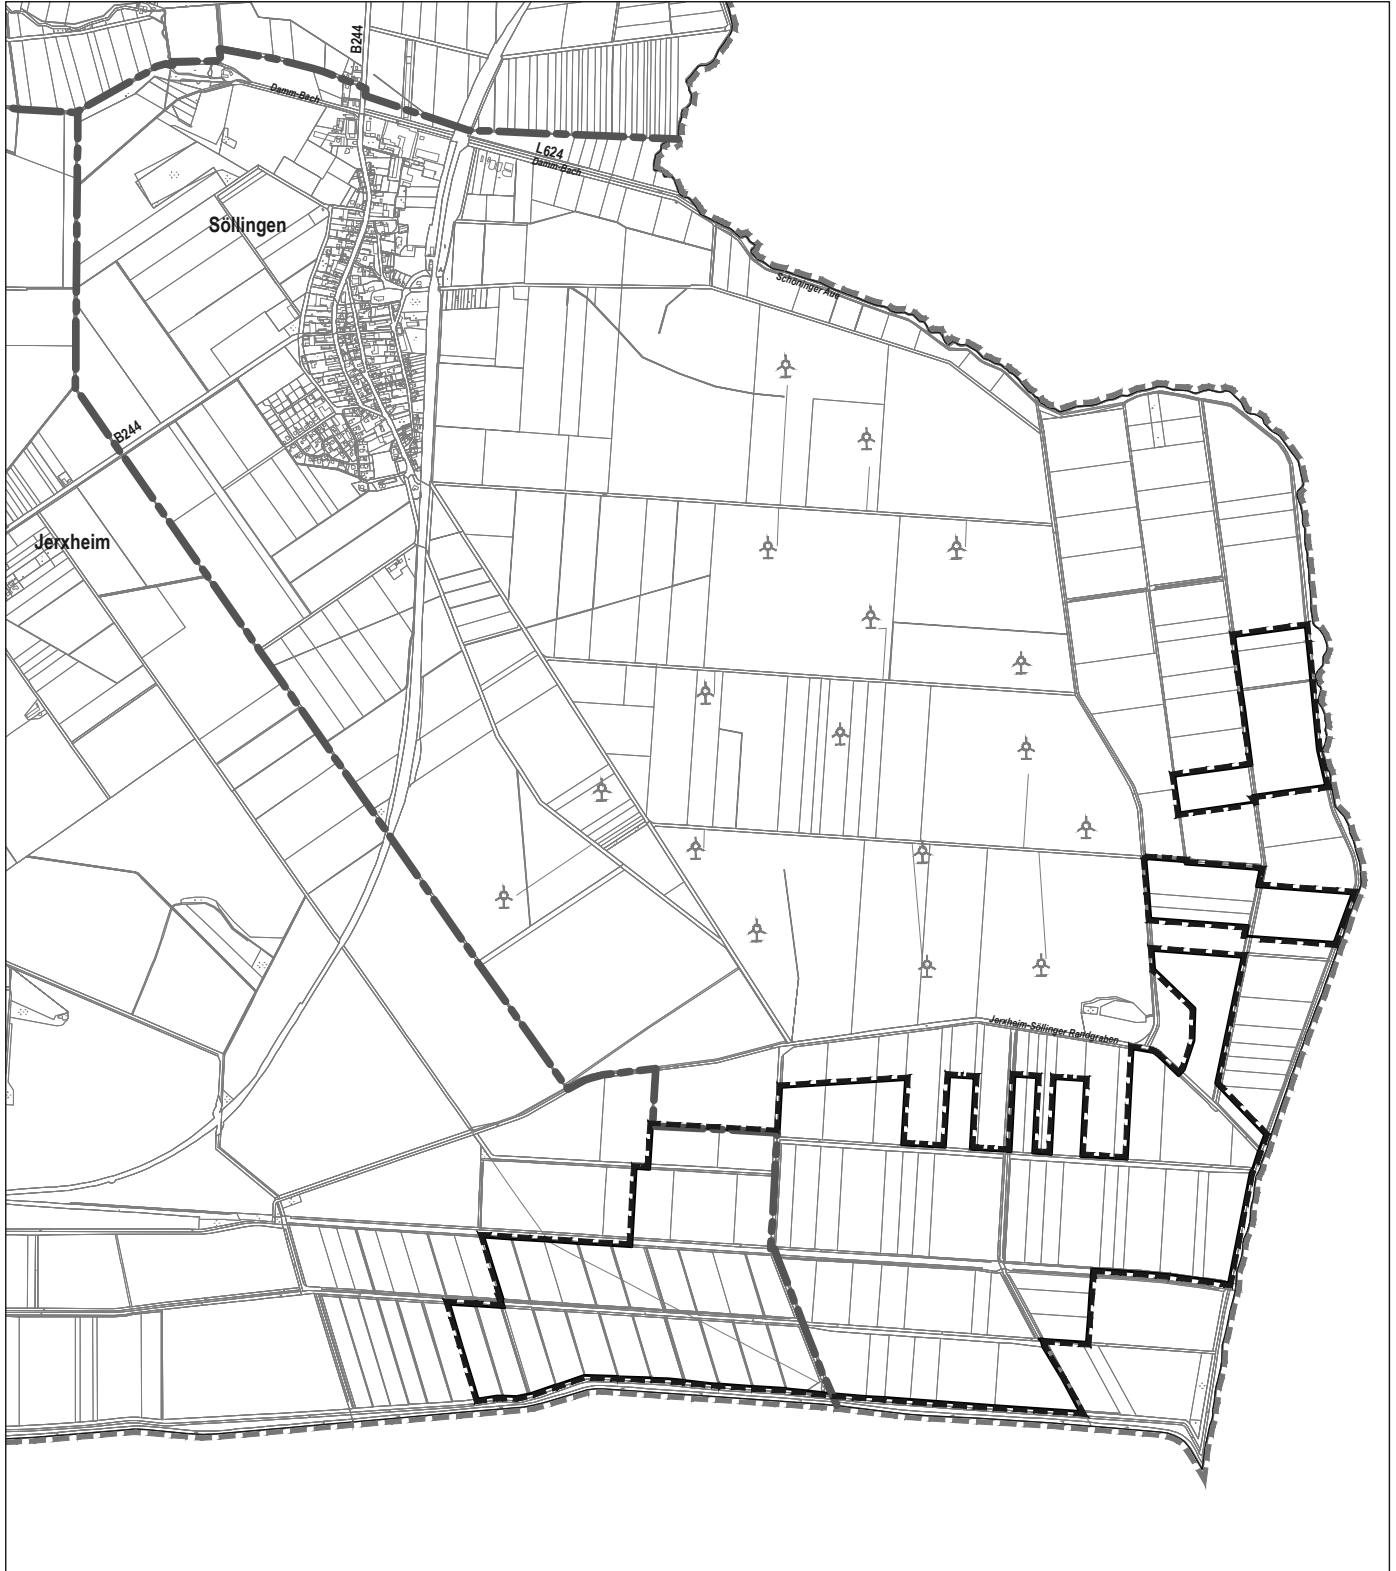 B244
Damm-Bach
L624
Damm-Bach
Söllingen
Schöninger Aue
B244
Jerxheim
Jerxheim-Söllinger Randgraben